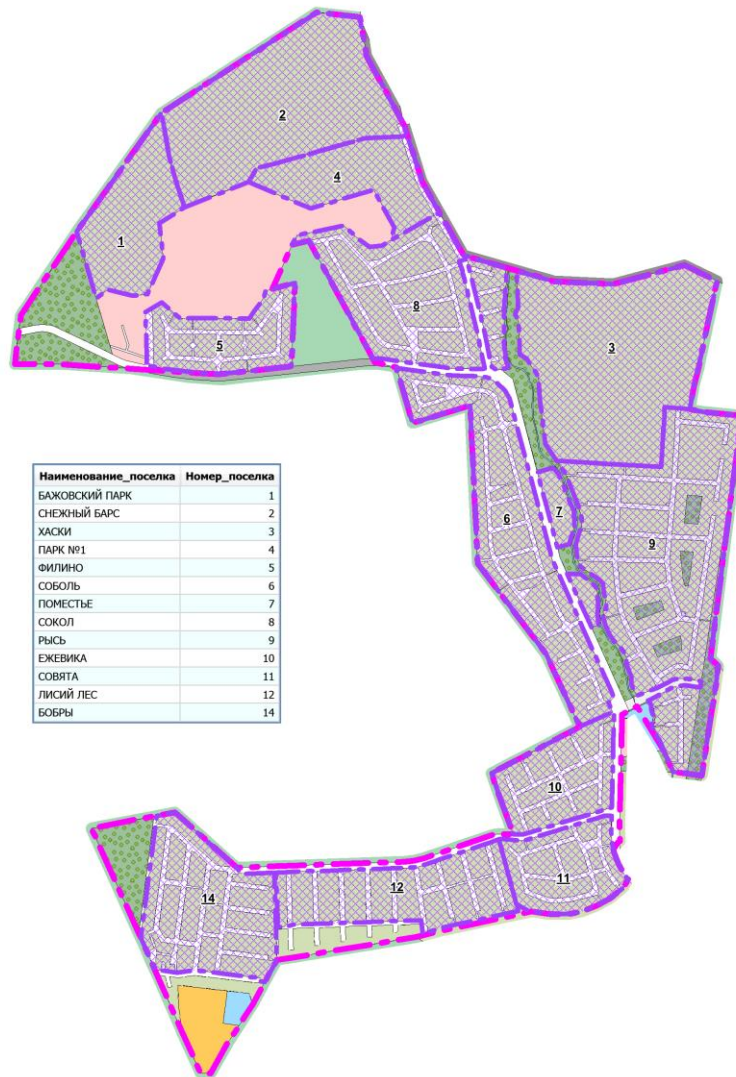 2
4
1
8
5
3
Наименование_поселка Номер_поселка
БАЖОВСКИЙ ПАРК 1
СНЕЖНЫЙ БАРС 2
ХАСКИ 3
ПАРК №1 4
ФИЛИНО 5
СОБОЛЬ 6
ПОМЕСТЬЕ 7
СОКОЛ 8
РЫСЬ 9
ЕЖЕВИКА 10
СОВЯТА 11
ЛИСИЙ ЛЕС 12
БОБРЫ 14
6
7
9
10
11
12
14